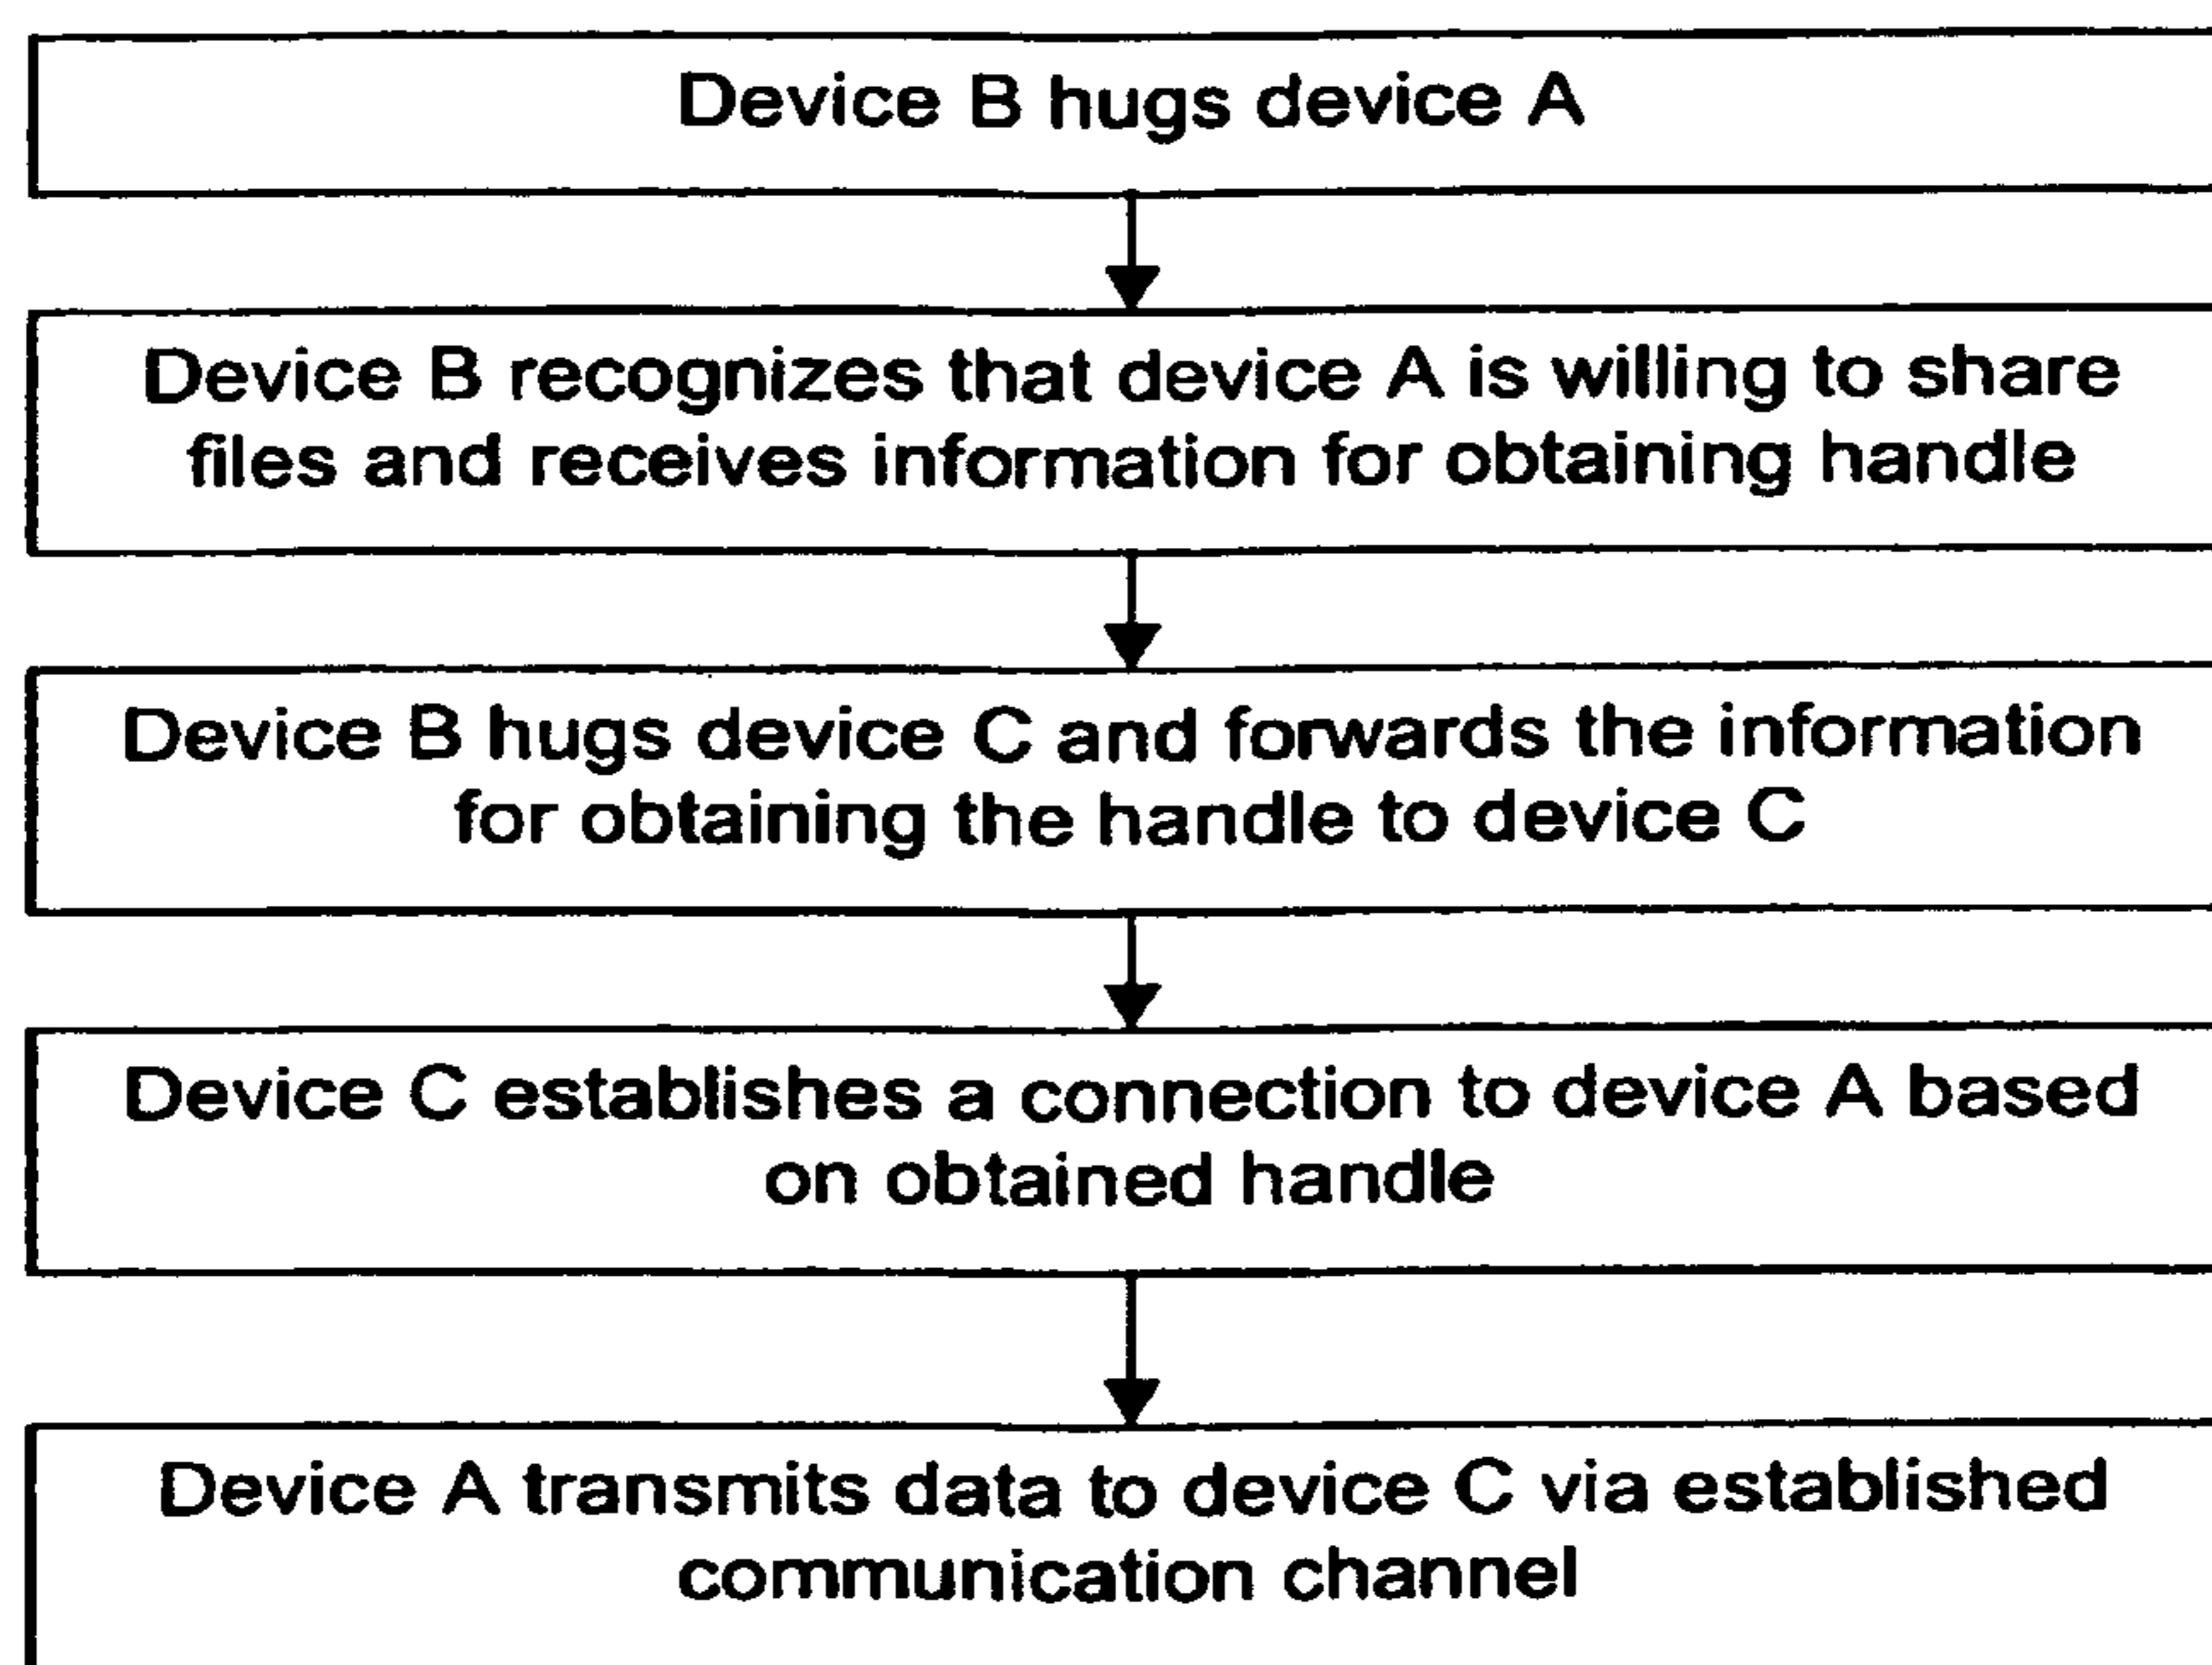 Device B hugs device A
Device B recognizes that device A is willing to share
files and receives information for obtaining handle
Device B hugs device C and forwards the information
for obtaining the handle to device C
Device C establishes a connection to device A based
on obtained handle
Device A transmits data to device C via established
communication channel